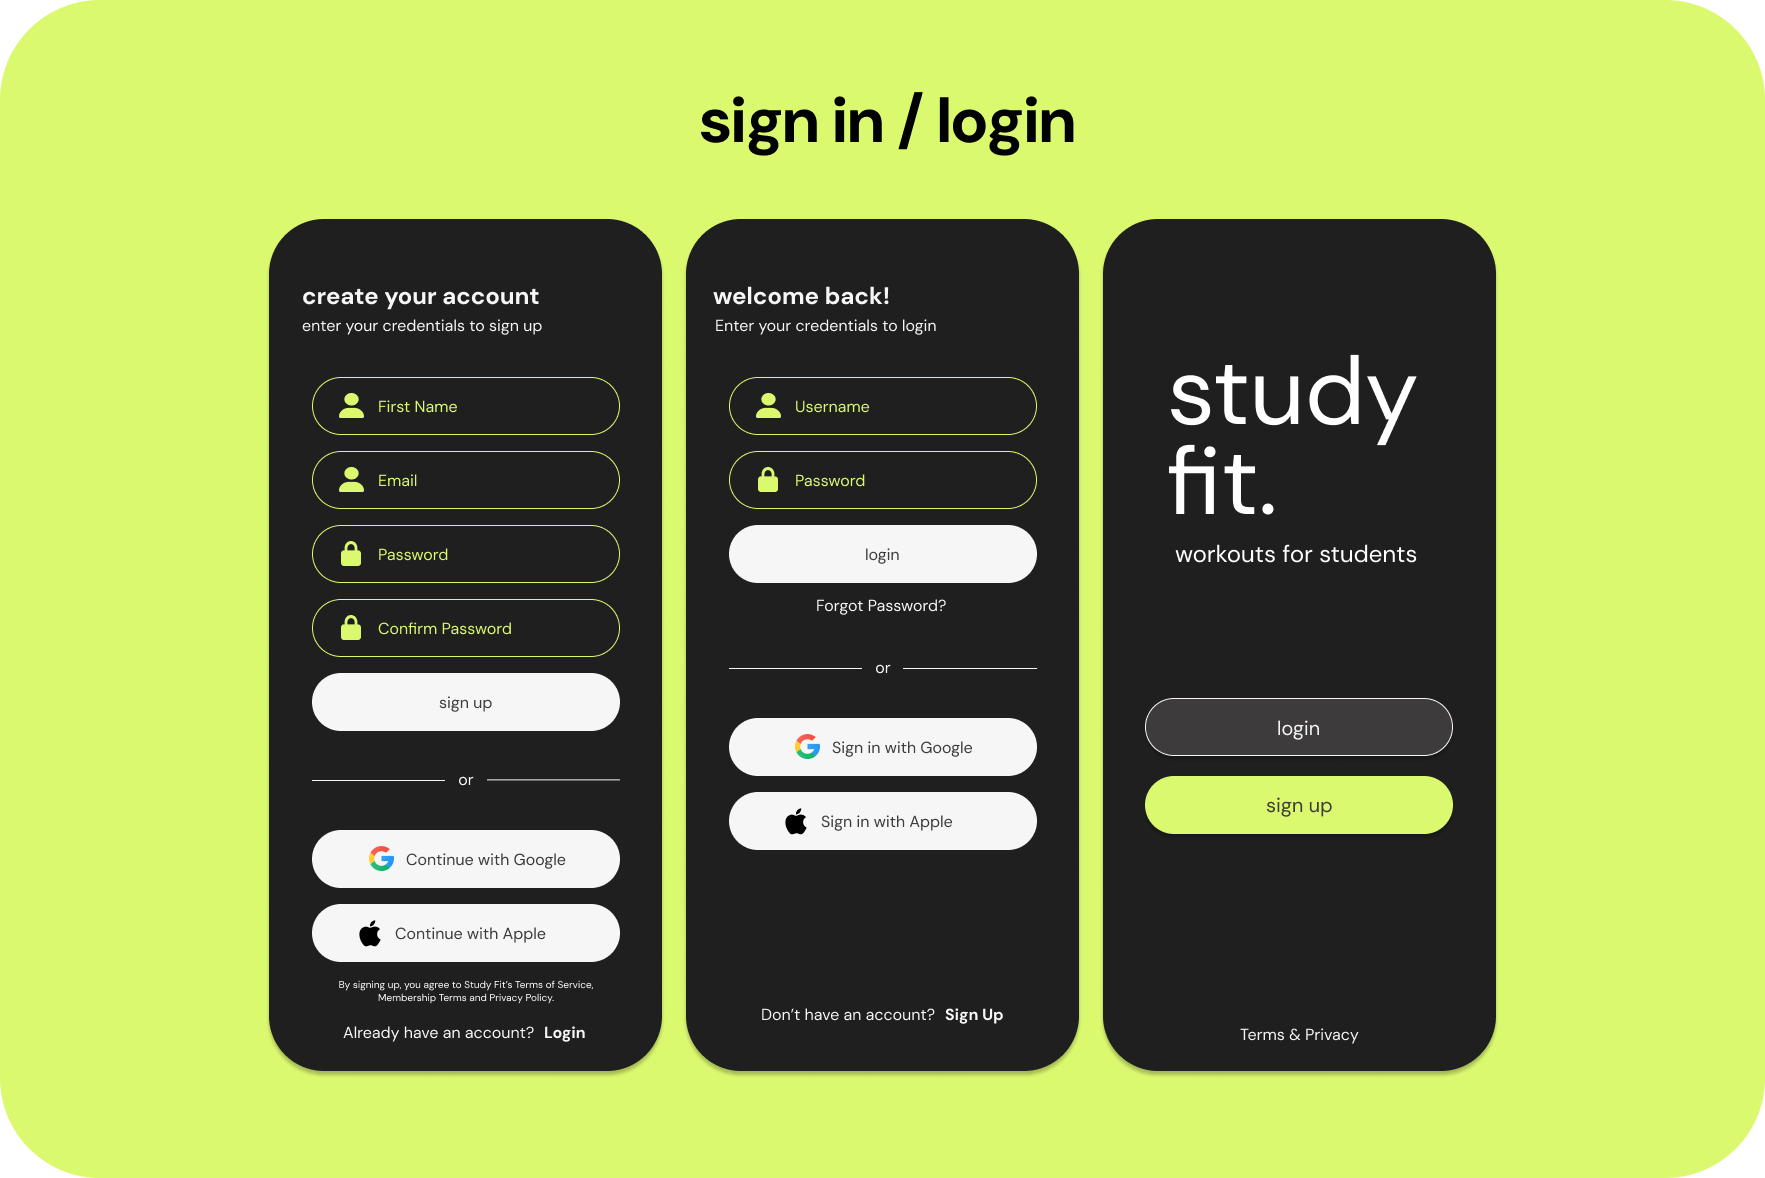 sign in / login
create your account
enter your credentials to sign up
First Name
Email
Password
Confirm Password
sign up
or
Continue with Google
Continue with Apple
By signing up, you agree to Study Fit's Terms of Service,
Membership Terms and Privacy Policy.
Already have an account? Login
welcome back!
Enter your credentials to login
Username
Password
login
Forgot Password?
or
Sign in with Google
Sign in with Apple
Don't have an account? Sign Up
study
fit.
workouts for students
login
sign up
Terms & Privacy